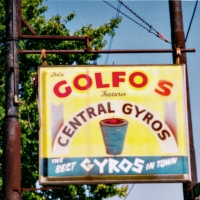 GOLFO'S
Features
CENTRAL GYROS
THE
BEST GYROS IN TOWN